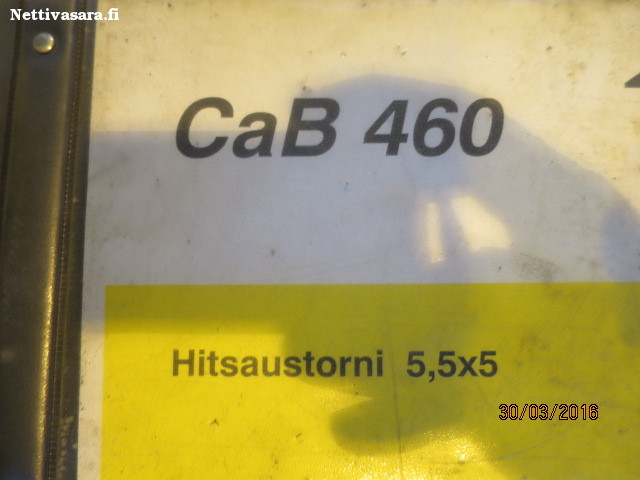 Nettivasara.fi
CaB 460
Hitsaustorni 5,5x5
30/03/2016